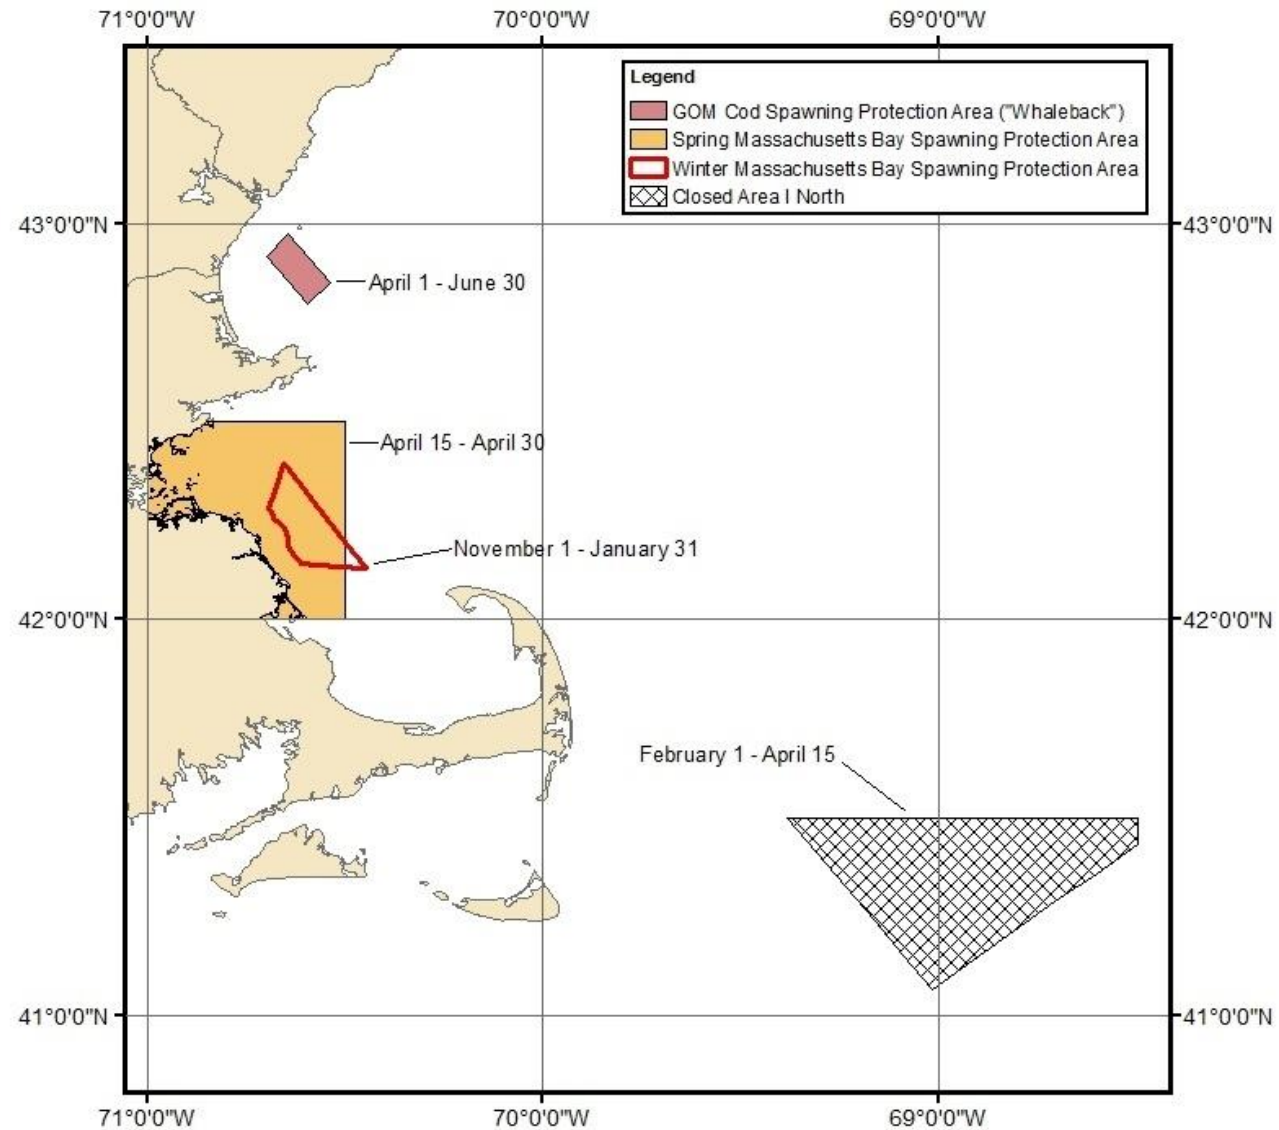 71°0'0"W 70°0'0"W 69°0'0"W
Legend
GOM Cod Spawning Protection Area ("Whaleback")
Spring Massachusetts Bay Spawning Protection Area
Winter Massachusetts Bay Spawning Protection Area
Closed Area I North
43°0'0"N 43°0'0"N
April 1 - June 30
April 15 - April 30
November 1 - January 31
42°0'0"N 42°0'0"N
February 1 - April 15
41°0'0"N 41°0'0"N
71°0'0"W 70°0'0"W 69°0'0"W